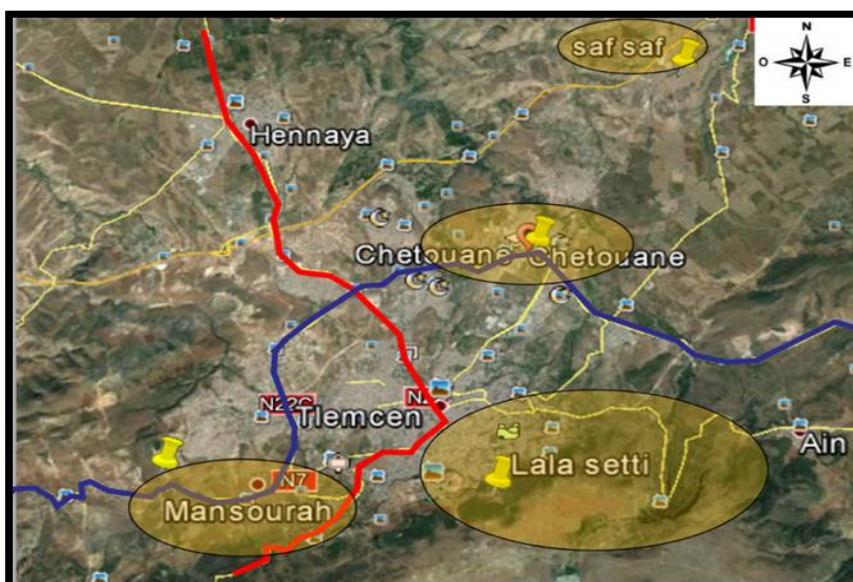 saf saf
N
O E
S
Hennaya
Chetouane
Chetouane
N22C
Tlemcen
Lala setti
Ain
N7
Mansourah